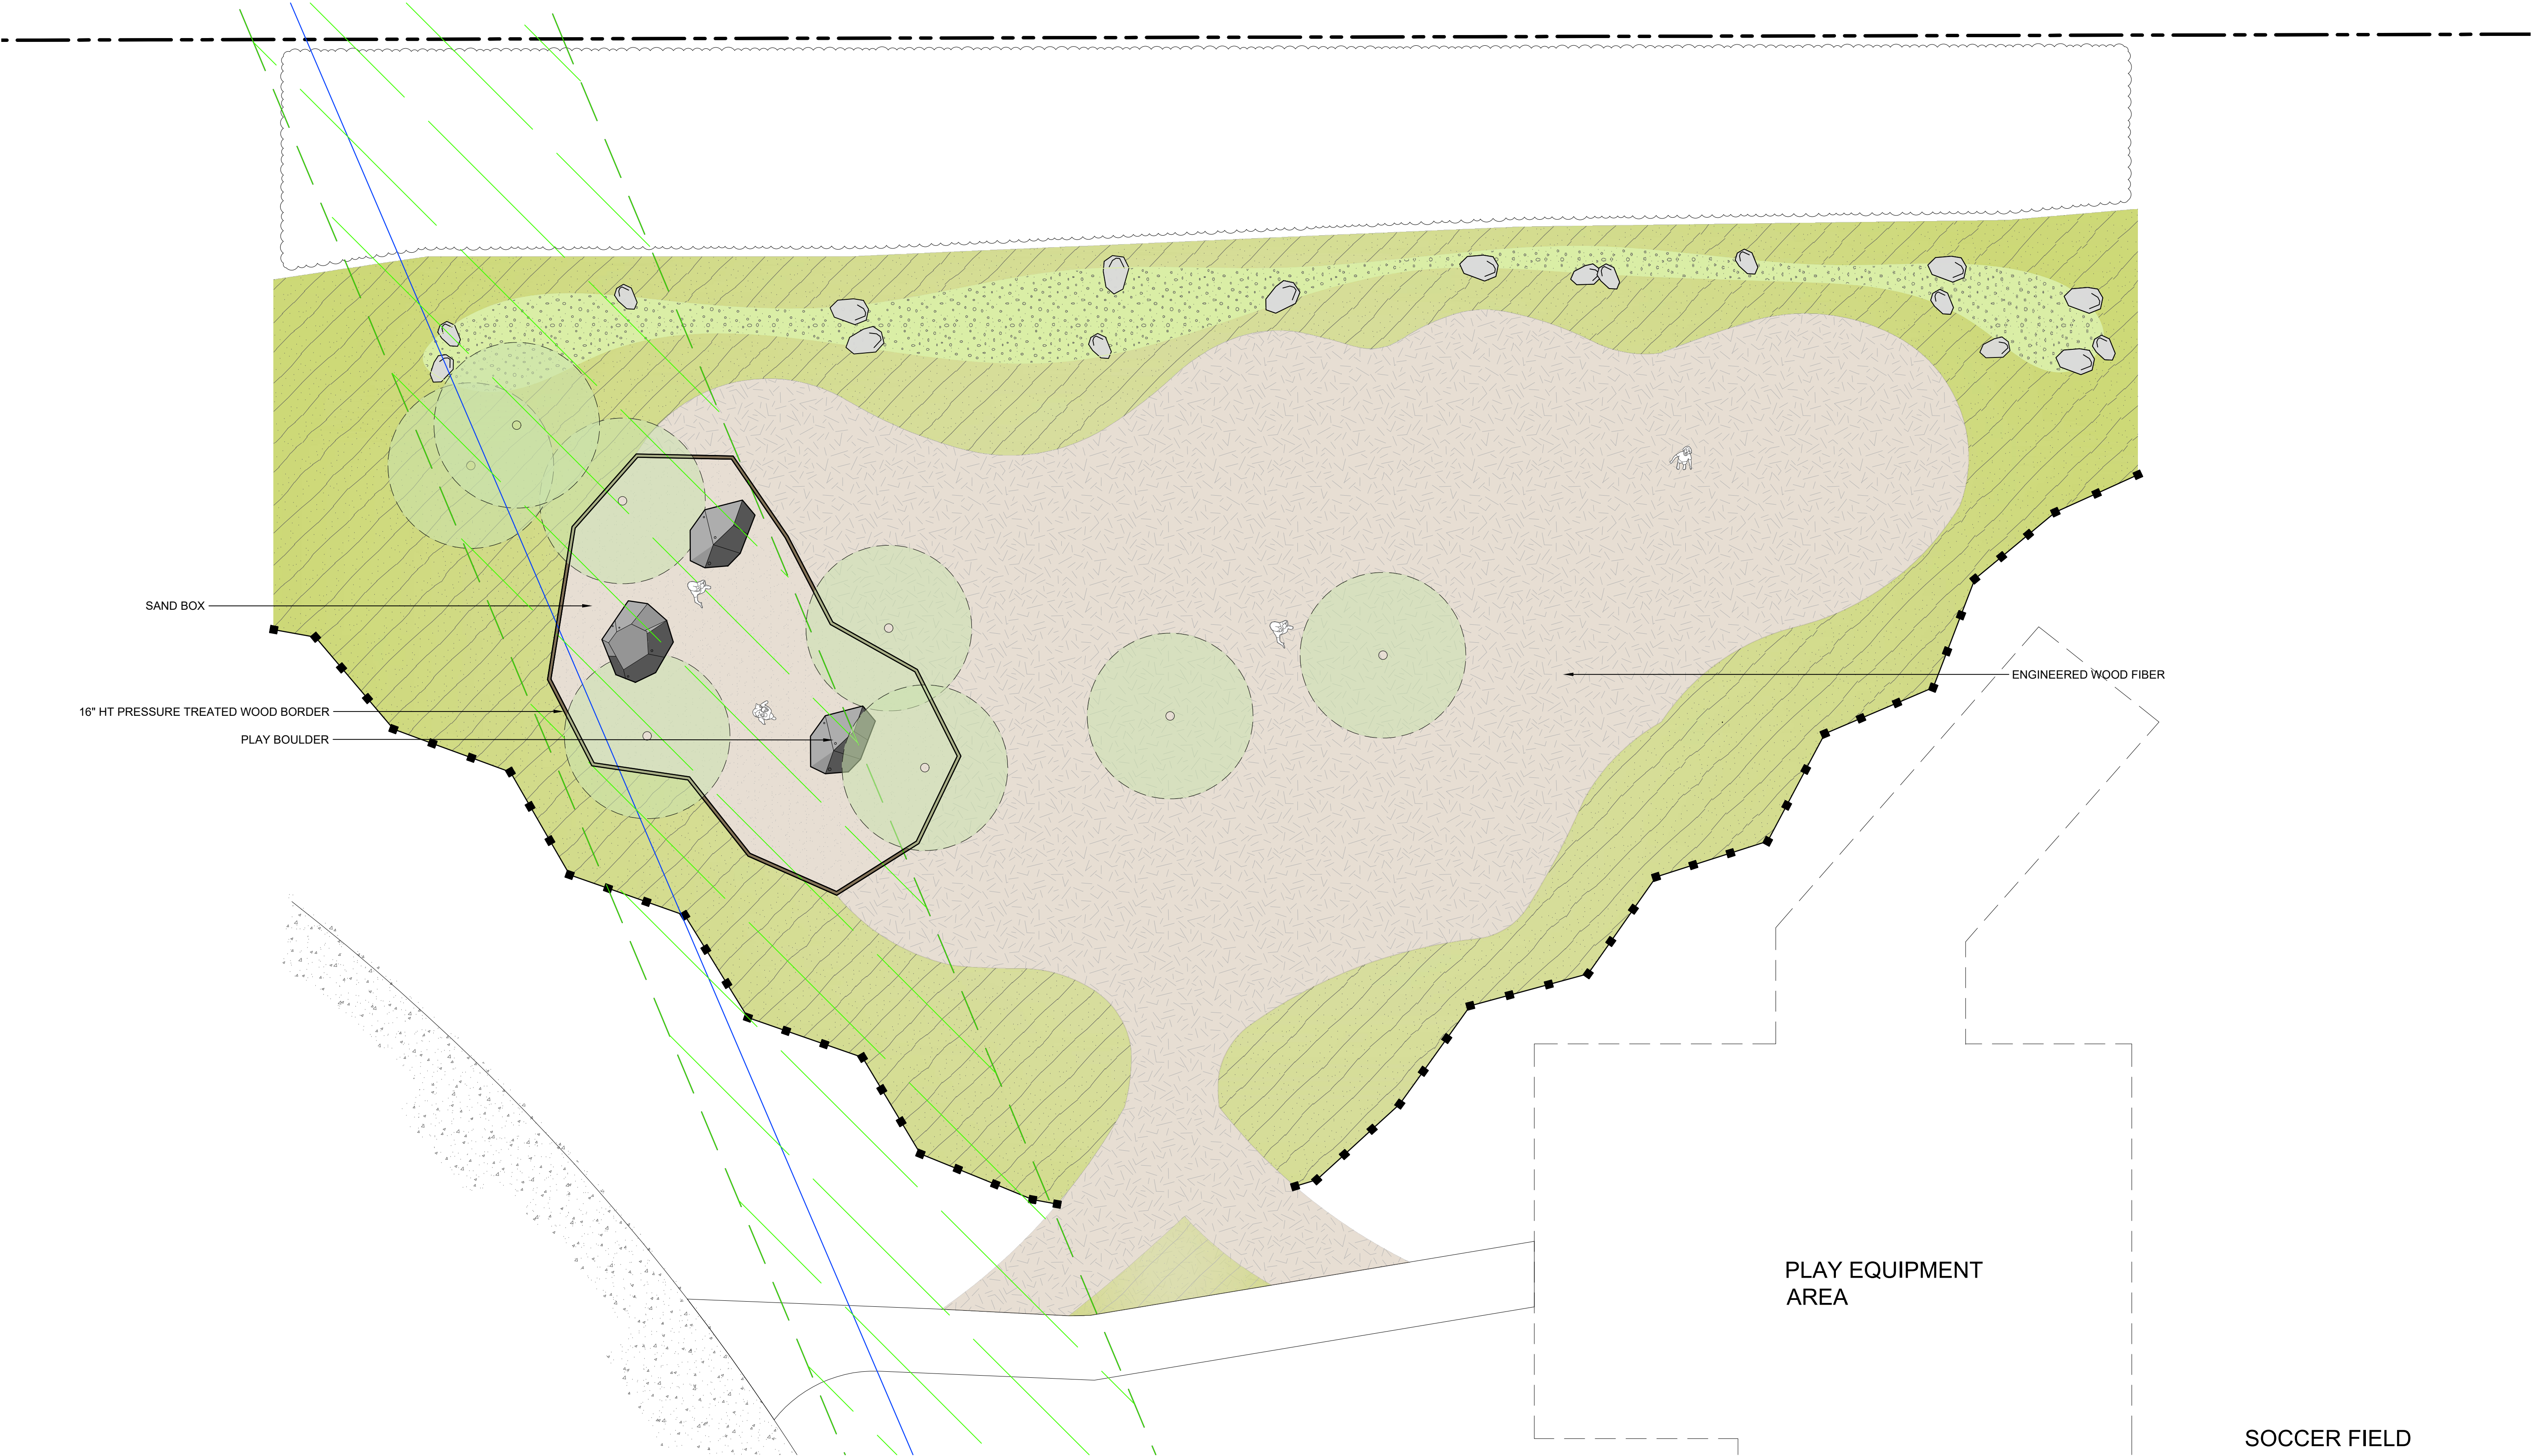 SAND BOX
ENGINEERED WOOD FIBER
16" HT PRESSURE TREATED WOOD BORDER
PLAY BOULDER
PLAY EQUIPMENT
AREA
SOCCER FIELD